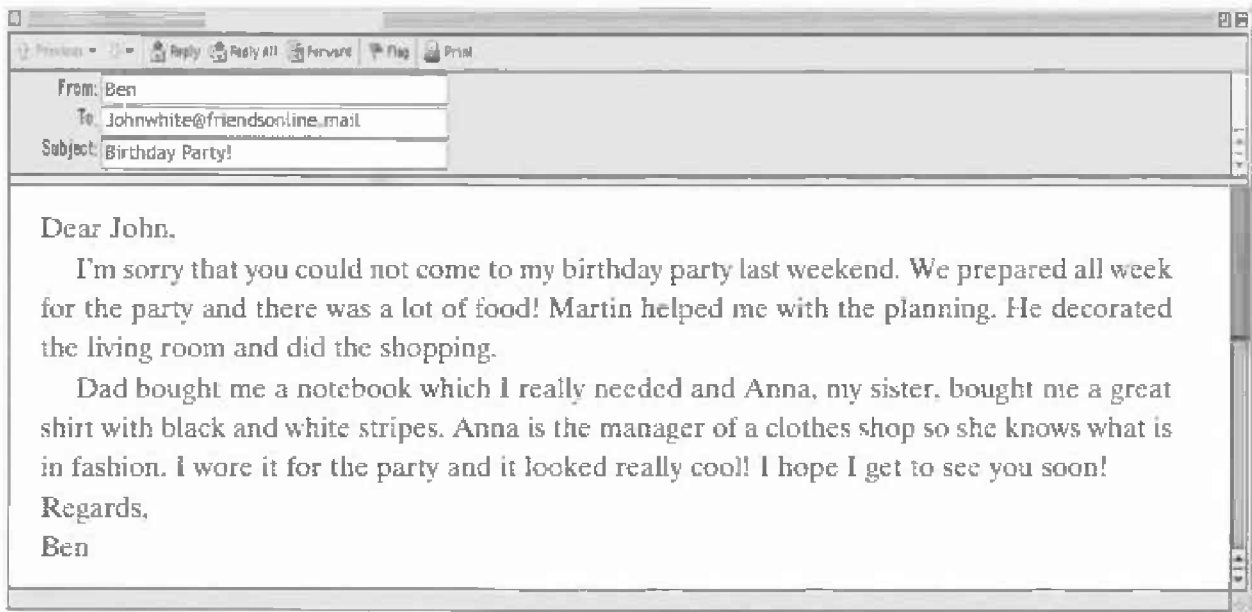 Reply Reply All Forward Flag Print
From: Ben
To: Johnwhite@friendsonline.mail
Subject: Birthday Party!
Dear John,
I'm sorry that you could not come to my birthday party last weekend. We prepared all week
for the party and there was a lot of food! Martin helped me with the planning. He decorated
the living room and did the shopping.
Dad bought me a notebook which I really needed and Anna, my sister, bought me a great
shirt with black and white stripes. Anna is the manager of a clothes shop so she knows what is
in fashion. I wore it for the party and it looked really cool! I hope I get to see you soon!
Regards,
Ben